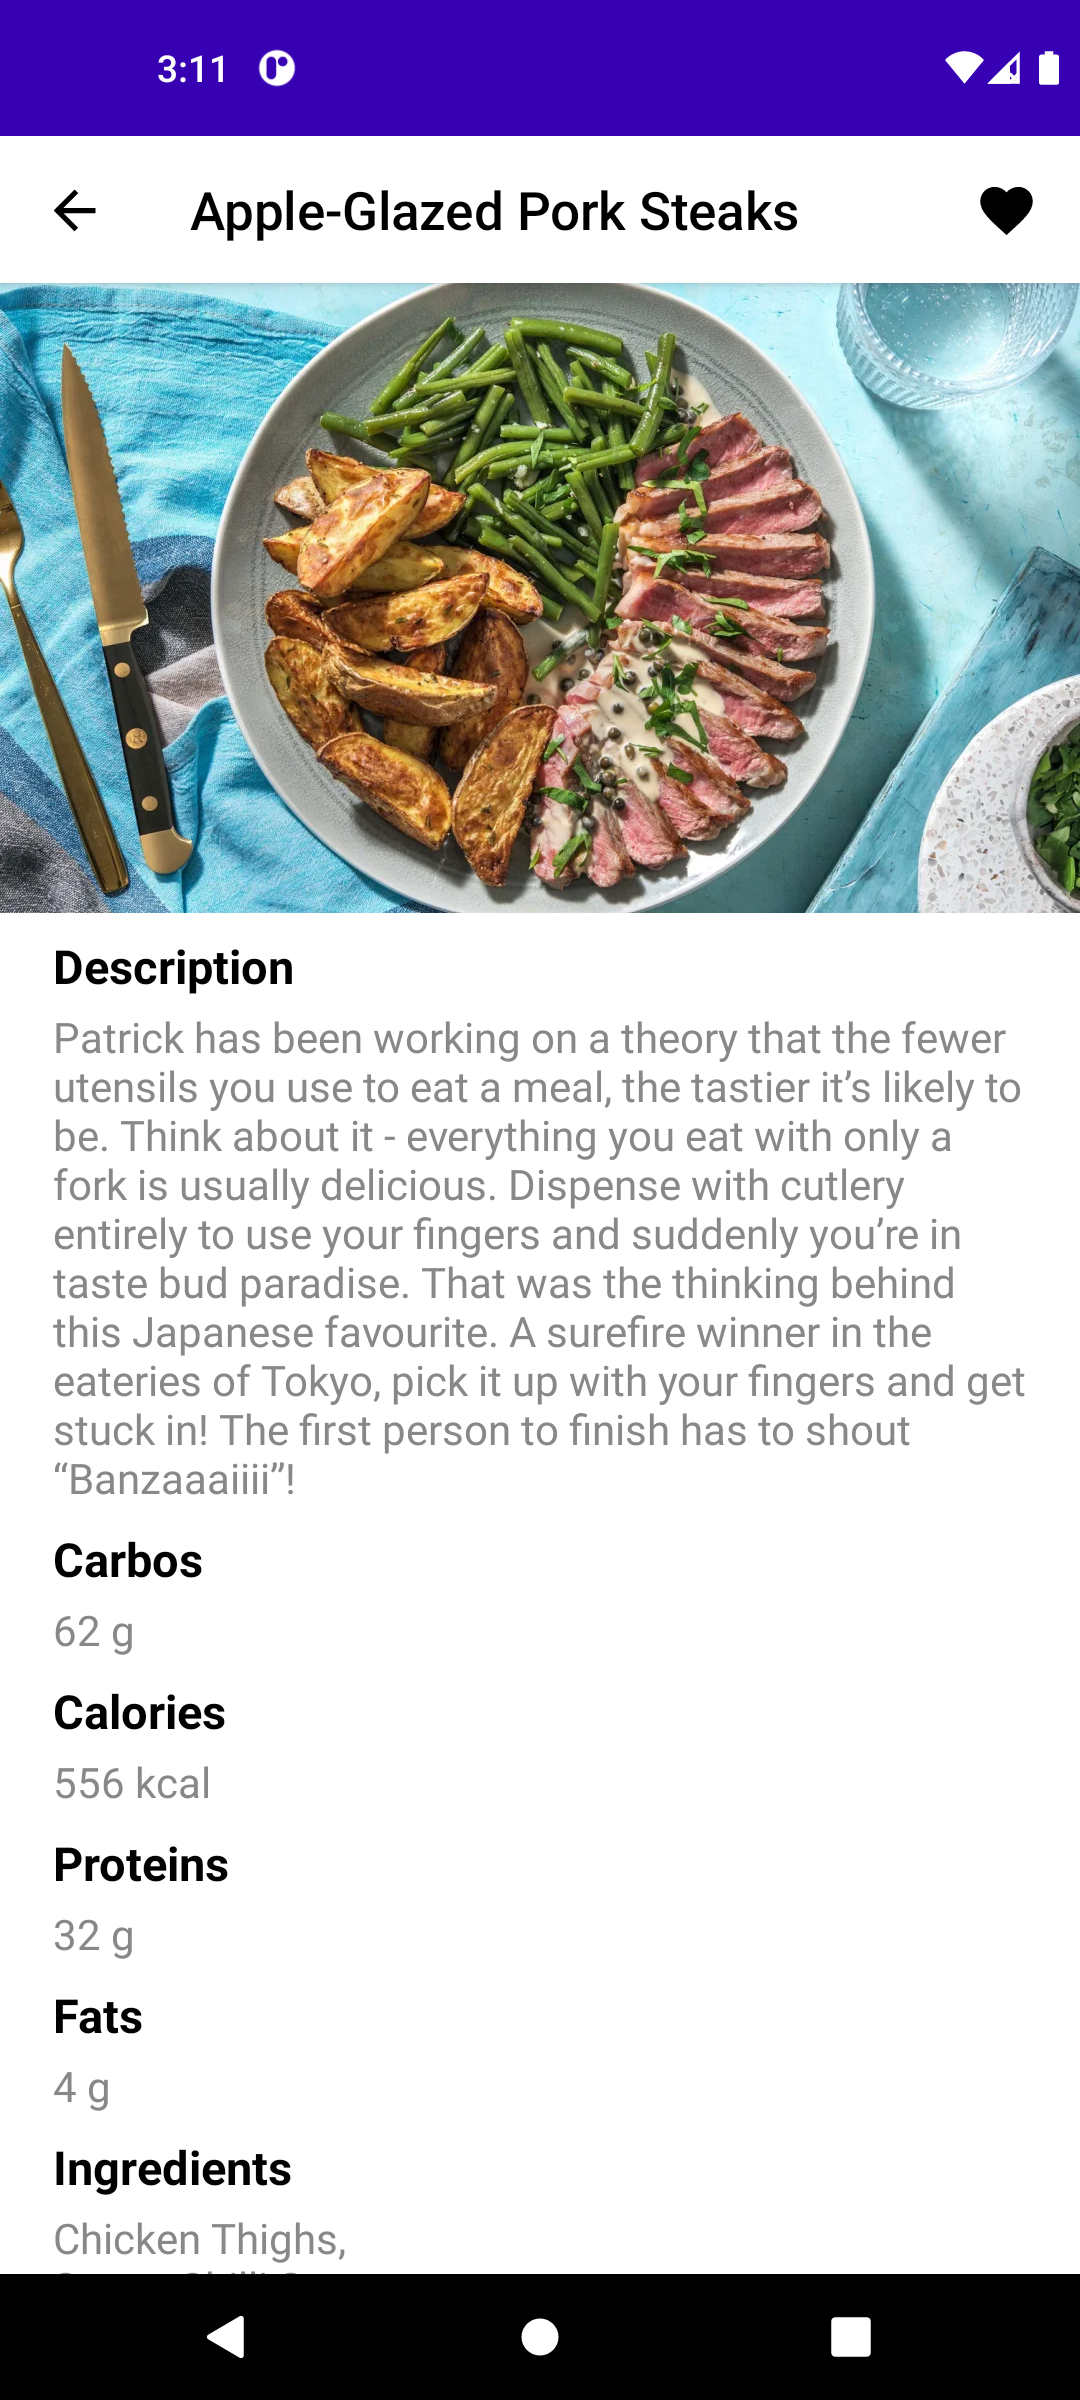 3:11
Apple-Glazed Pork Steaks
Description
Patrick has been working on a theory that the fewer
utensils you use to eat a meal, the tastier it’s likely to
be. Think about it - everything you eat with only a
fork is usually delicious. Dispense with cutlery
entirely to use your fingers and suddenly you’re in
taste bud paradise. That was the thinking behind
this Japanese favourite. A surefire winner in the
eateries of Tokyo, pick it up with your fingers and get
stuck in! The first person to finish has to shout
“Banzaaaiiii”!
Carbos
62 g
Calories
556 kcal
Proteins
32 g
Fats
4 g
Ingredients
Chicken Thighs,